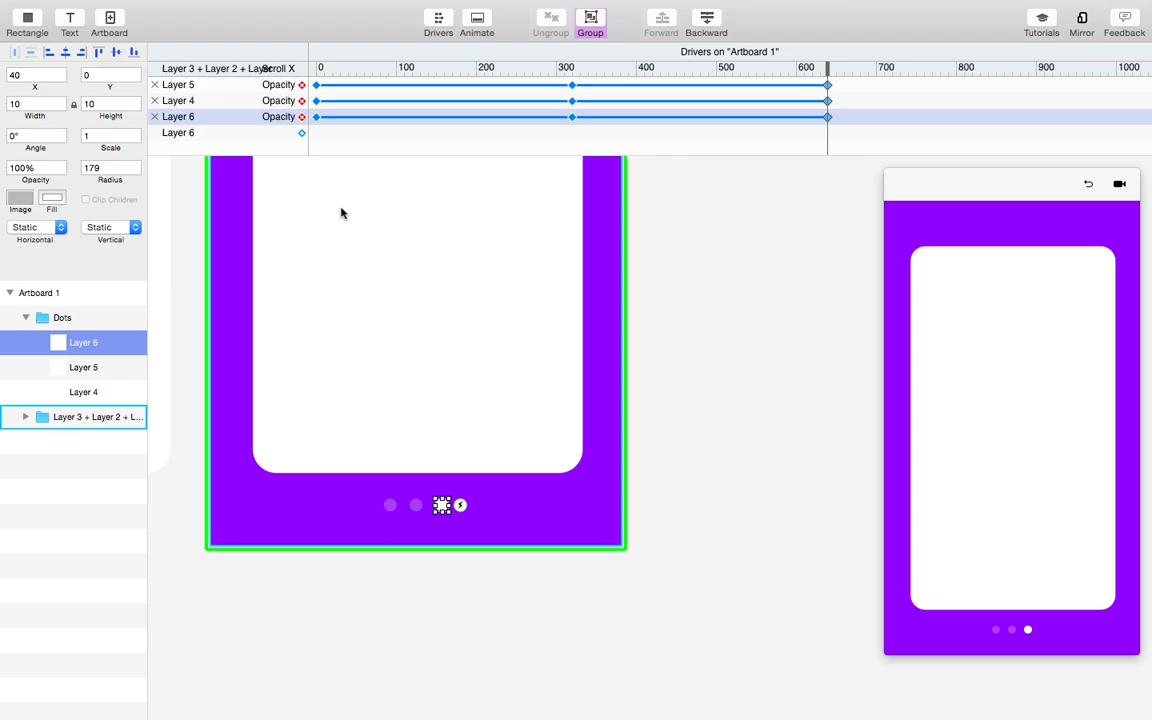 Rectangle Text Artboard Drivers Animate Ungroup Group Forward Backward Tutorials Mirror Feedback
Drivers on "Artboard 1"
Layer 3 + Layer 2 + Laye Scroll X 0 100 200 300 400 500 600 700 800 900 1000
Layer 5 Opacity
Layer 4 Opacity
Layer 6 Opacity
Layer 6
40 0
X Y
10 10
Width Height
0° 1
Angle Scale
100% 179
Opacity Radius
Clip Children
Image Fill
Static Static
Horizontal Vertical
Artboard 1
Dots
Layer 6
Layer 5
Layer 4
Layer 3 + Layer 2 + L...